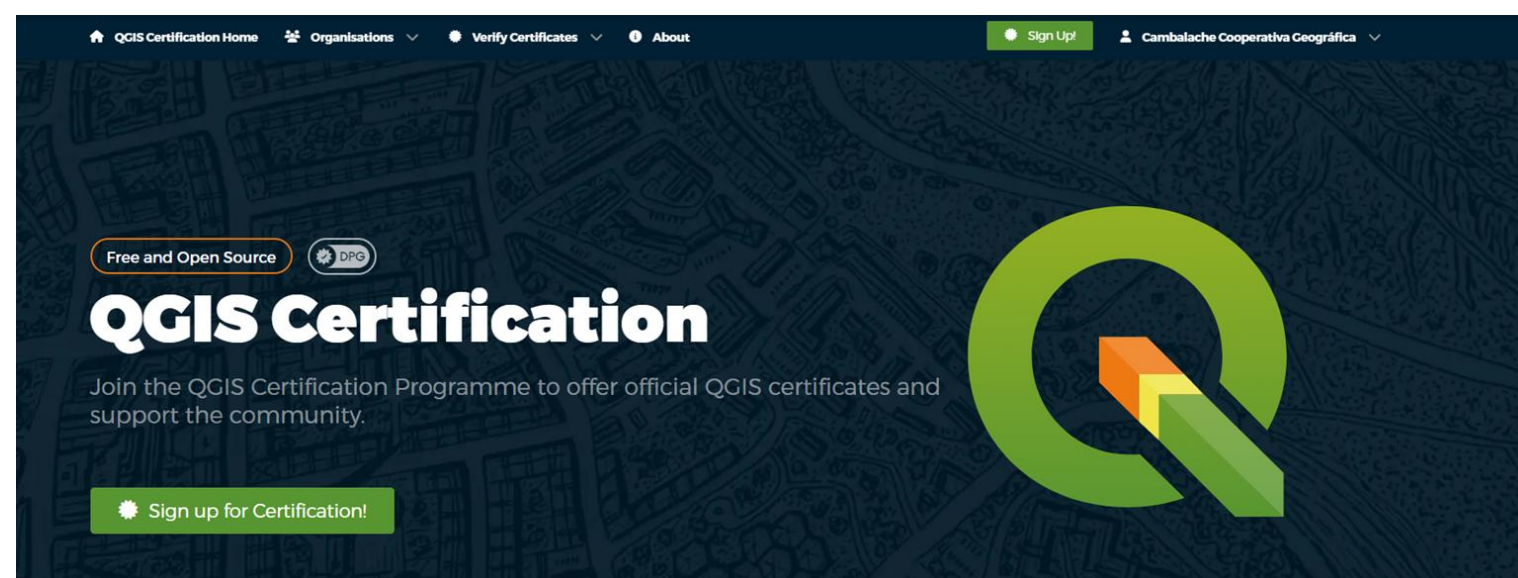 QGIS Certification Home Organisations Verify Certificates About Sign Up! Cambalache Cooperativa Geográfica
Free and Open Source DPG
QGIS Certification
Join the QGIS Certification Programme to offer official QGIS certificates and
support the community.
Sign up for Certification!